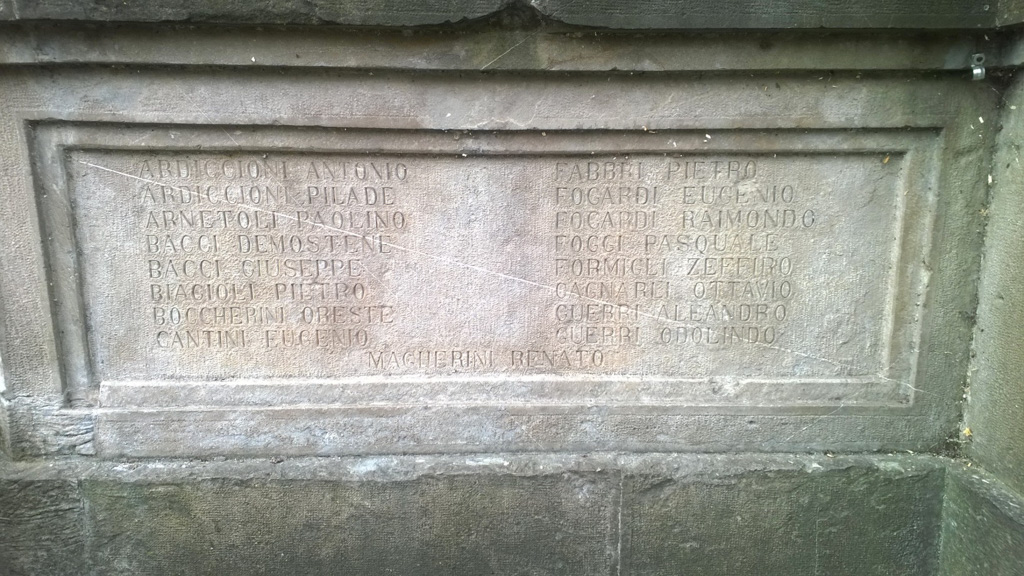 ARDICCIONI ANTONIO
ARDICCIONI PILADE
ARNETOLI PAOLINO
BACCI DEMOSTENE
BACCI GIUSEPPE
BIAGIOLI PIETRO
BOCCHERINI ORESTE
CANTINI EUGENIO
FABBRI PIETRO
FOCARDI EUGENIO
FOCARDI RAIMONDO
FOGGI PASQUALE
FORMIGLI ZEFFIRO
GAGNARLI OTTAVIO
GUERRI ALEANDRO
GUERRI ODOLINDO
MAGHERINI RENATO